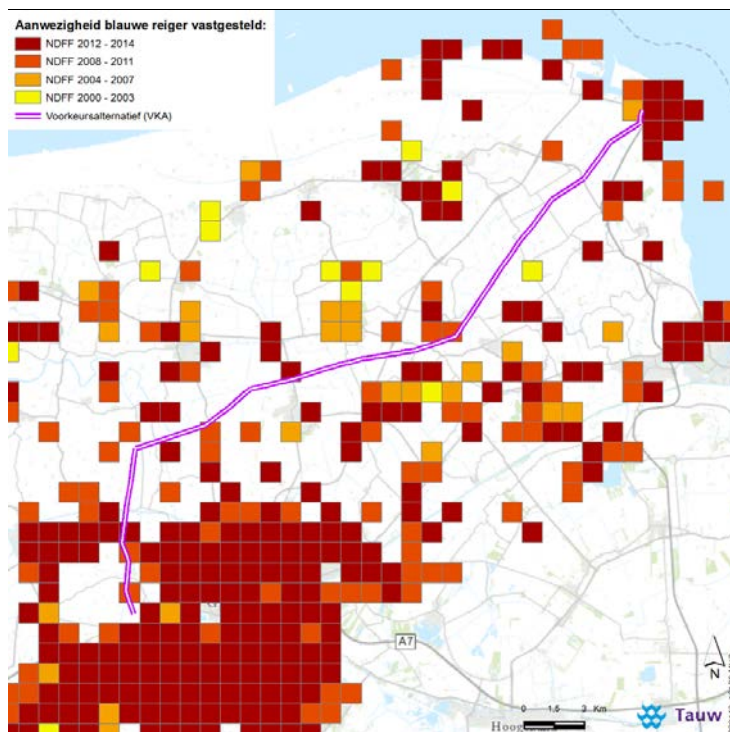 Aanwezigheid blauwe reiger vastgesteld:
NDFF 2012 - 2014
NDFF 2008 - 2011
NDFF 2004 - 2007
NDFF 2000 - 2003
Voorkeursalternatief (VKA)
A7
N
0 1,5 3 Km
Tauw